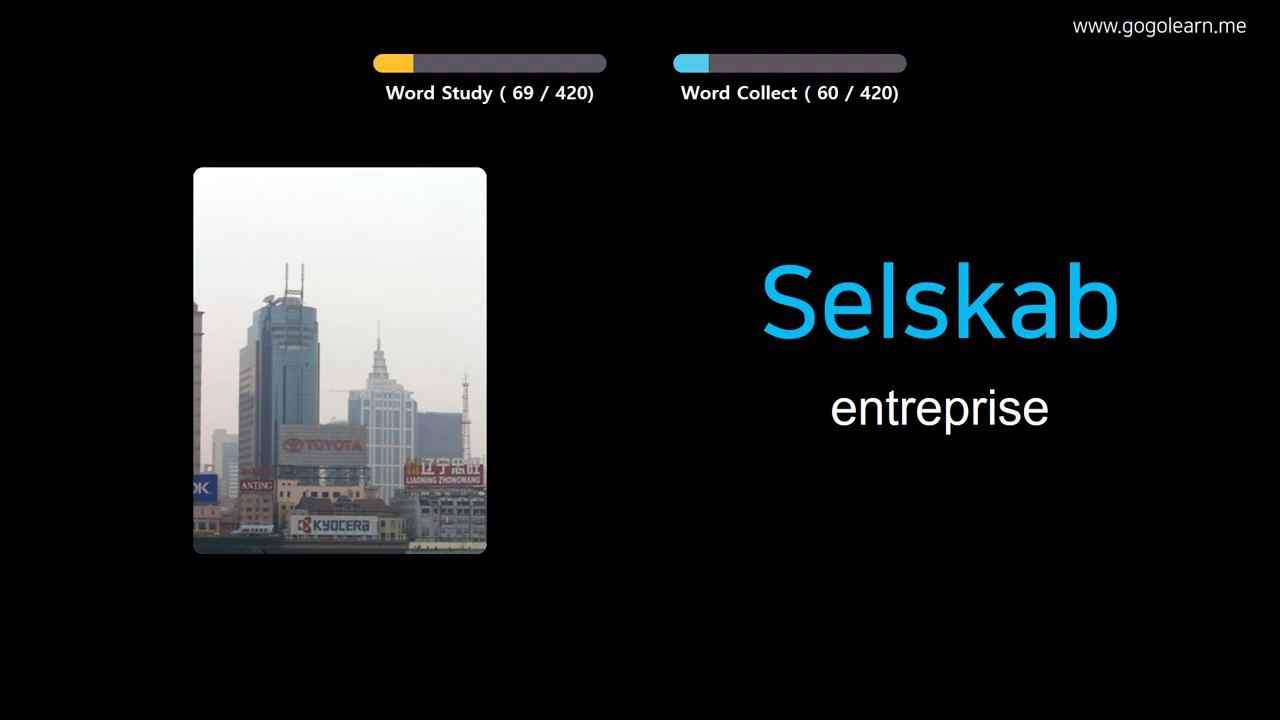 www.gogolearn.me
Word Study ( 69 / 420)
Word Collect ( 60 / 420)
Selskab
entreprise
TOYOTA
辽宁忠旺
LIAONING ZHONGWANG
OK.
ANTING
KYOCERA